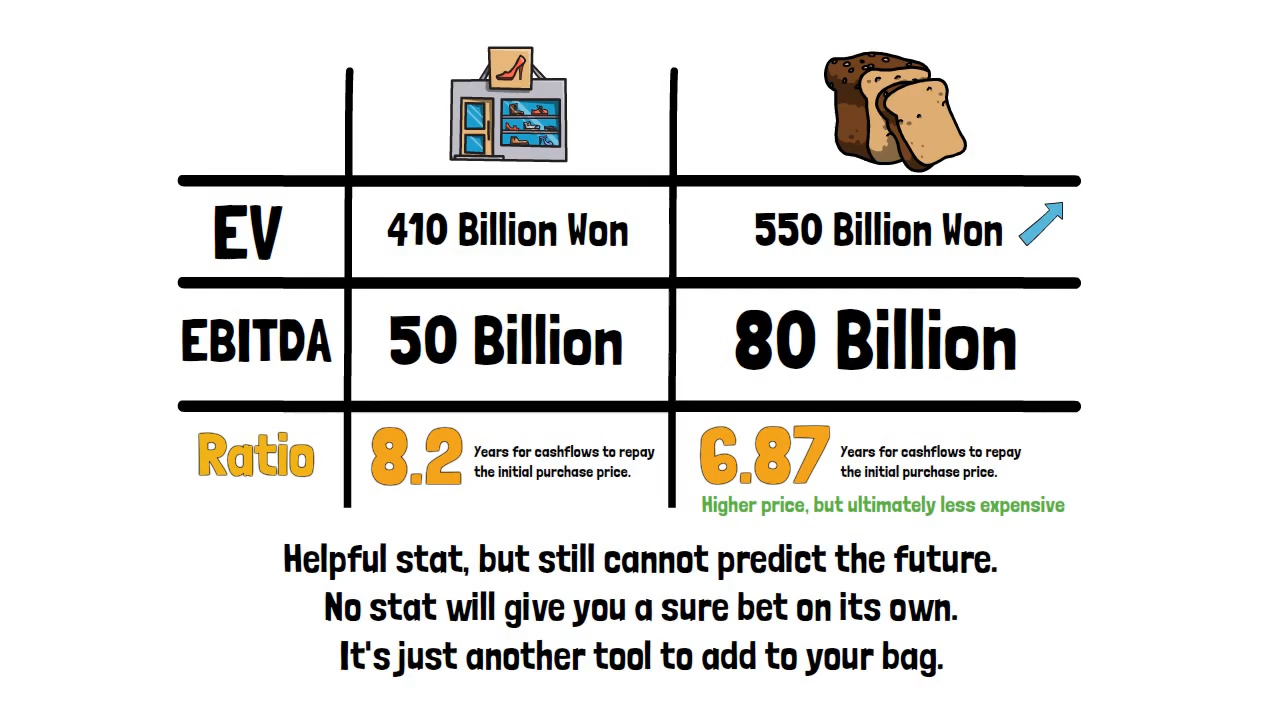 EV 410 Billion Won 550 Billion Won
EBITDA 50 Billion 80 Billion
Ratio 8.2 Years for cashflows to repay the initial purchase price. 6.87 Years for cashflows to repay the initial purchase price.
Higher price, but ultimately less expensive
Helpful stat, but still cannot predict the future.
No stat will give you a sure bet on its own.
It's just another tool to add to your bag.